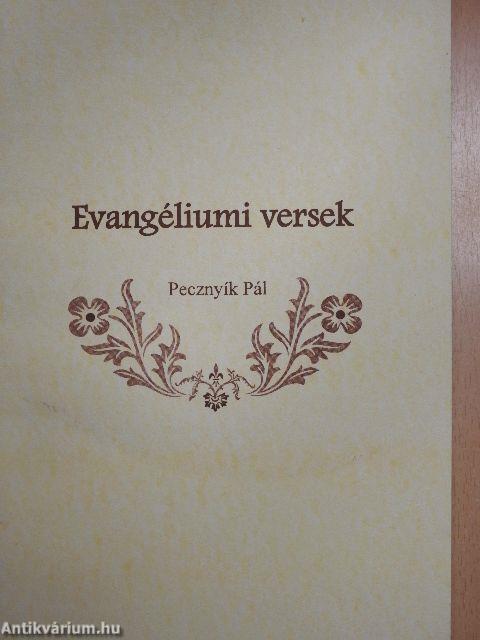 Evangéliumi versek
Pecznyík Pál
Antikvárium.hu